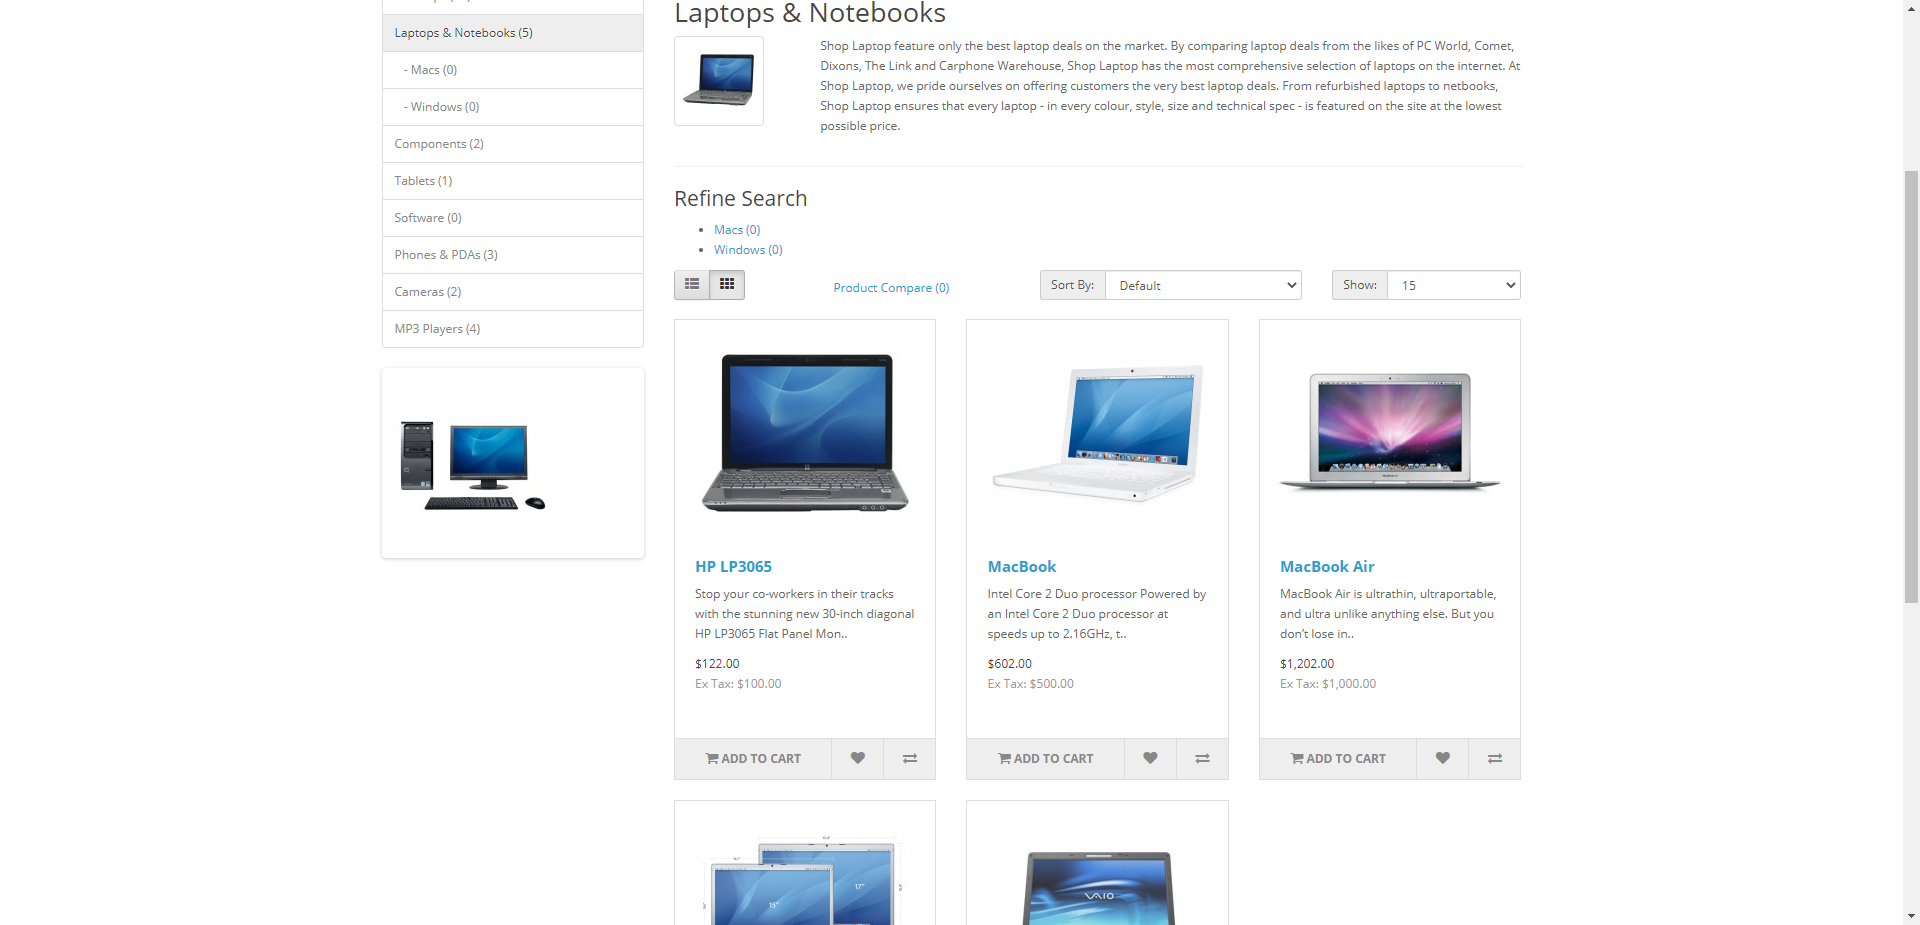 Laptops & Notebooks (5)
- Macs (0)
- Windows (0)
Components (2)
Tablets (1)
Software (0)
Phones & PDAs (3)
Cameras (2)
MP3 Players (4)
Laptops & Notebooks
Shop Laptop feature only the best laptop deals on the market. By comparing laptop deals from the likes of PC World, Comet,
Dixons, The Link and Carphone Warehouse, Shop Laptop has the most comprehensive selection of laptops on the internet. At
Shop Laptop, we pride ourselves on offering customers the very best laptop deals. From refurbished laptops to netbooks,
Shop Laptop ensures that every laptop - in every colour, style, size and technical spec - is featured on the site at the lowest
possible price.
Refine Search
Macs (0)
Windows (0)
Product Compare (0)
Sort By: Default
Show: 15
HP LP3065
Stop your co-workers in their tracks
with the stunning new 30-inch diagonal
HP LP3065 Flat Panel Mon..
$122.00
Ex Tax: $100.00
ADD TO CART
MacBook
Intel Core 2 Duo processor Powered by
an Intel Core 2 Duo processor at
speeds up to 2.16GHz, t..
$602.00
Ex Tax: $500.00
ADD TO CART
MacBook Air
MacBook Air is ultrathin, ultraportable,
and ultra unlike anything else. But you
don’t lose in..
$1,202.00
Ex Tax: $1,000.00
ADD TO CART
17"
15"
VAIO